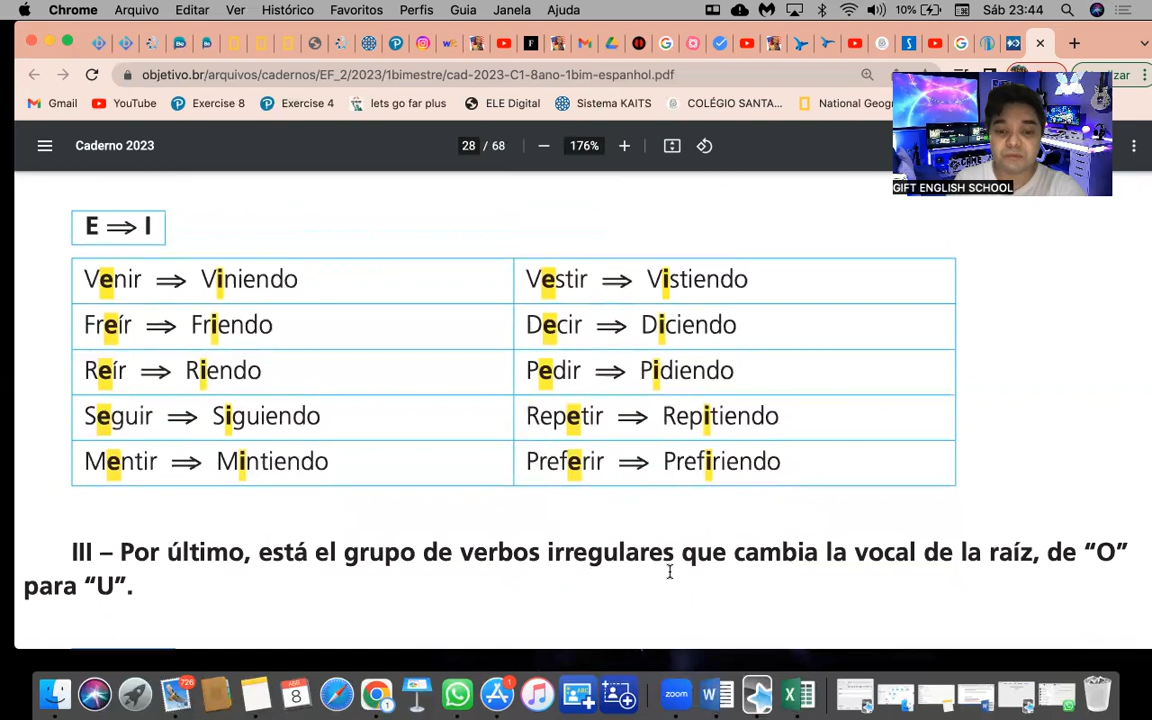 Chrome Arquivo Editar Ver Histórico Favoritos Perfis Guia Janela Ajuda 10% Sáb 23:44
objetivo.br/arquivos/cadernos/EF_2/2023/1bimestre/cad-2023-C1-8ano-1bim-espanhol.pdf
Gmail YouTube Exercise 8 Exercise 4 lets go far plus ELE Digital Sistema KAITS COLÉGIO SANTA... National Geogr
Caderno 2023 28 / 68 176%
GIFT ENGLISH SCHOOL
E ⇒ I
Venir ⇒ Viniendo Vestir ⇒ Vistiendo
Freír ⇒ Friendo Decir ⇒ Diciendo
Reír ⇒ Riendo Pedir ⇒ Pidiendo
Seguir ⇒ Siguiendo Repetir ⇒ Repitiendo
Mentir ⇒ Mintiendo Preferir ⇒ Prefiriendo
III – Por último, está el grupo de verbos irregulares que cambia la vocal de la raíz, de “O”
para “U”.
726 ABR 8 1 zoom